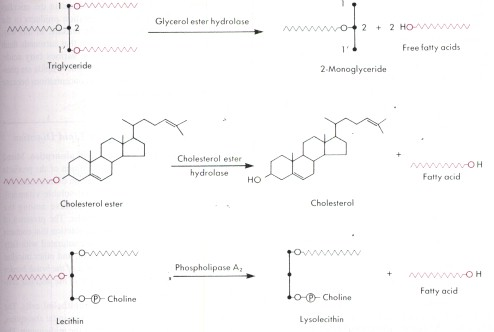 1 O
Glycerol ester hydrolase
1
O 2
O 2 + 2 HO
1' O
1'
Free fatty acids
Triglyceride
2-Monoglyceride
Cholesterol ester
hydrolase
+
O
HO
OH
Fatty acid
Cholesterol ester
Cholesterol
O
O
Phospholipase A₂
O
+
OH
Fatty acid
O P Choline
O P Choline
Lecithin
Lysolecithin